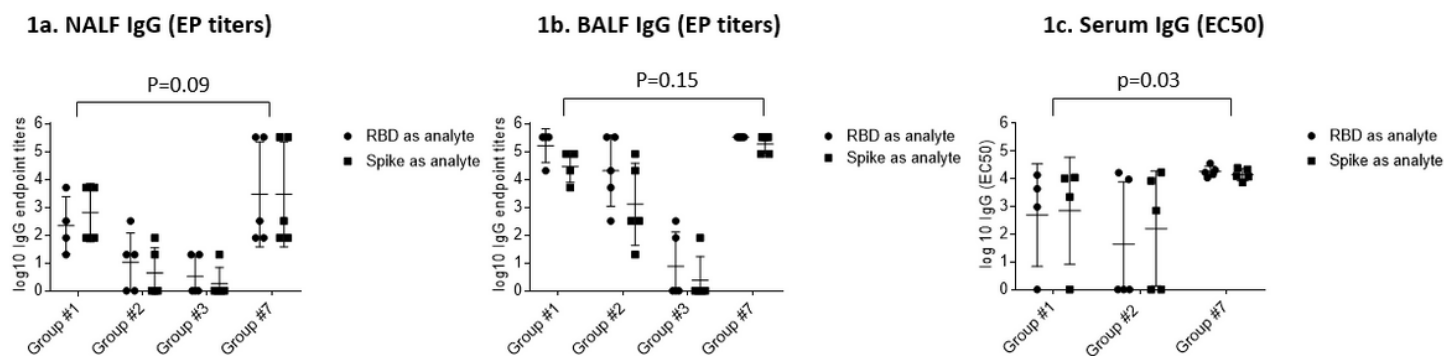 1a. NALF IgG (EP titers)
P=0.09
log10 IgG endpoint titers
6
5
4
3
2
1
0
Group #1
Group #2
Group #3
Group #7
RBD as analyte
Spike as analyte
1b. BALF IgG (EP titers)
P=0.15
log10 IgG endpoint titers
6
5
4
3
2
1
0
Group #1
Group #2
Group #3
Group #7
RBD as analyte
Spike as analyte
1c. Serum IgG (EC50)
p=0.03
log 10 IgG (EC50)
6
5
4
3
2
1
0
Group #1
Group #2
Group #7
RBD as analyte
Spike as analyte